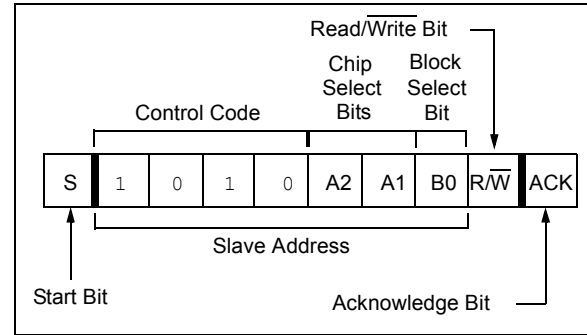 Read/Write Bit
Chip Select Bits
Block Select Bit
Control Code
S 1 0 1 0 A2 A1 B0 R/W ACK
Slave Address
Start Bit
Acknowledge Bit